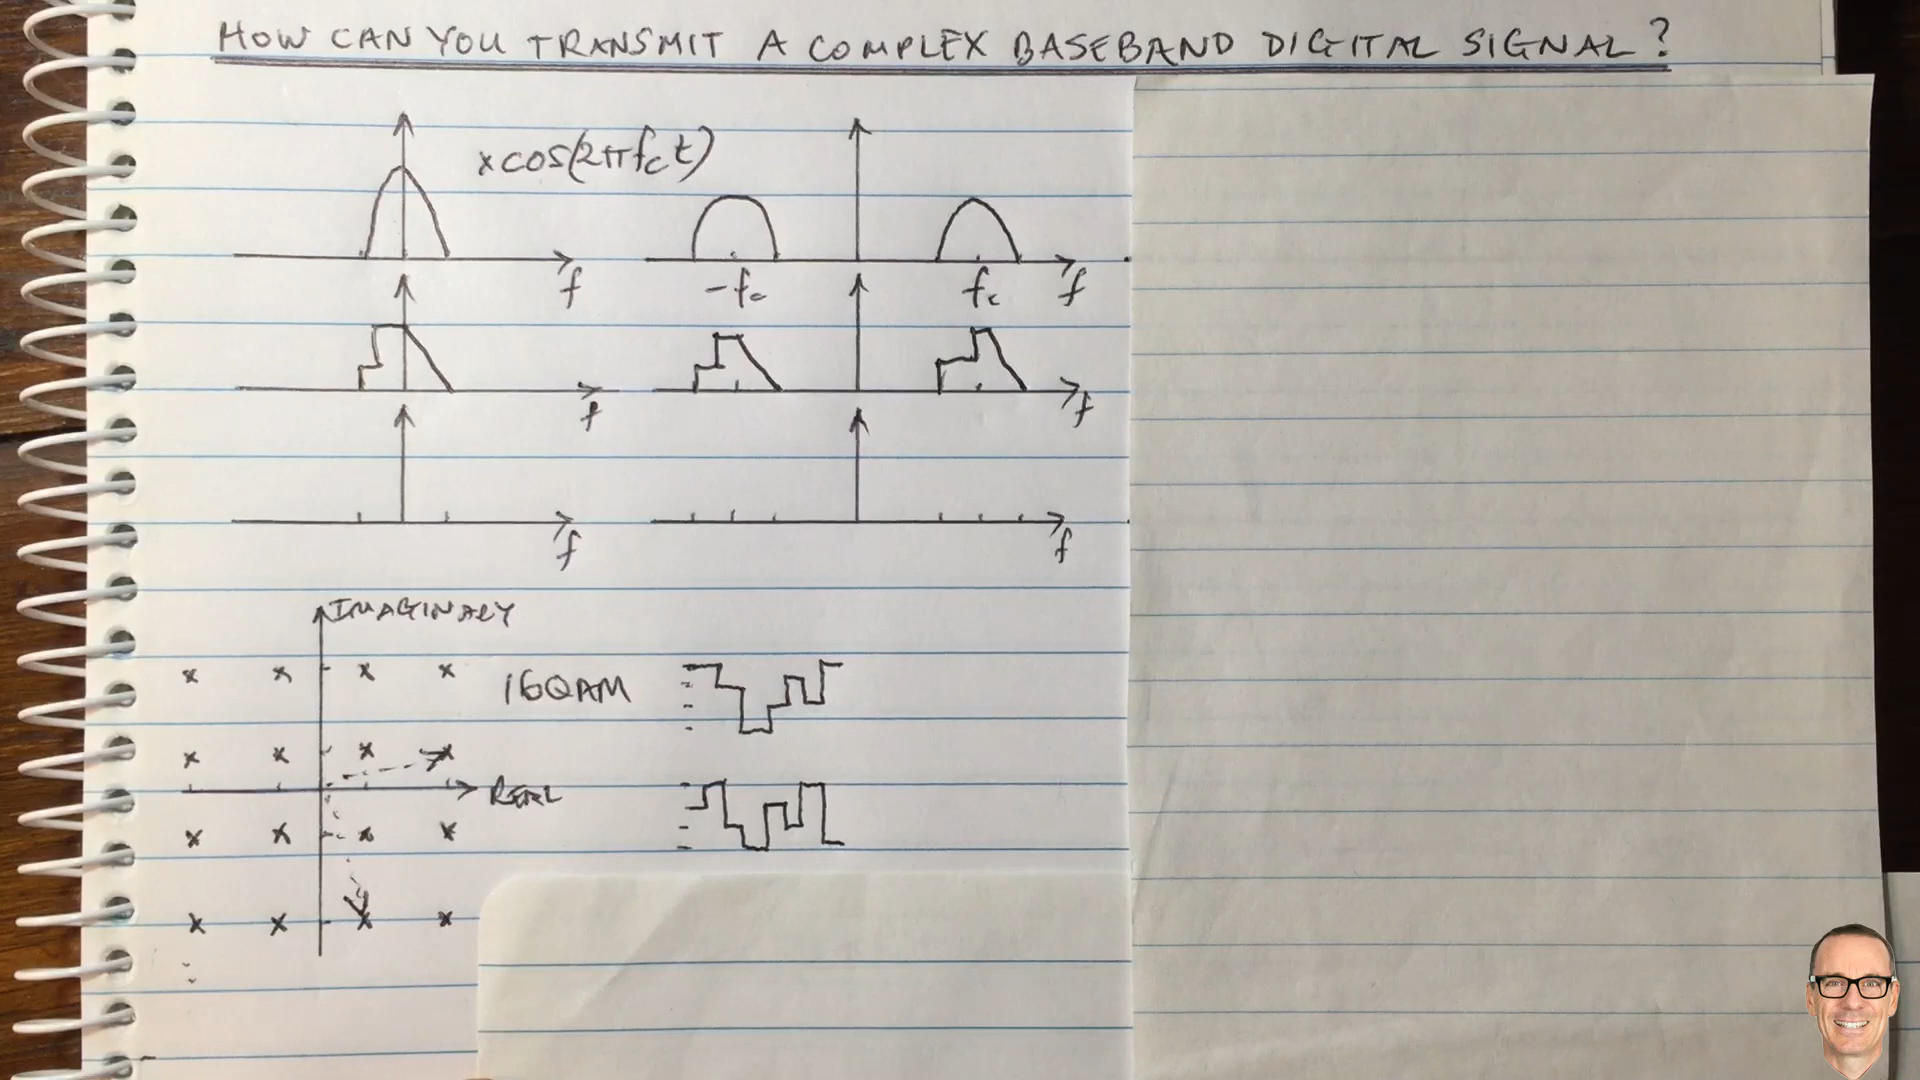 HOW CAN YOU TRANSMIT A COMPLEX BASEBAND DIGITAL SIGNAL?
x cos(2πfct)
f
-fc
fc
f
f
f
f
f
IMAGINARY
16QAM
REAL